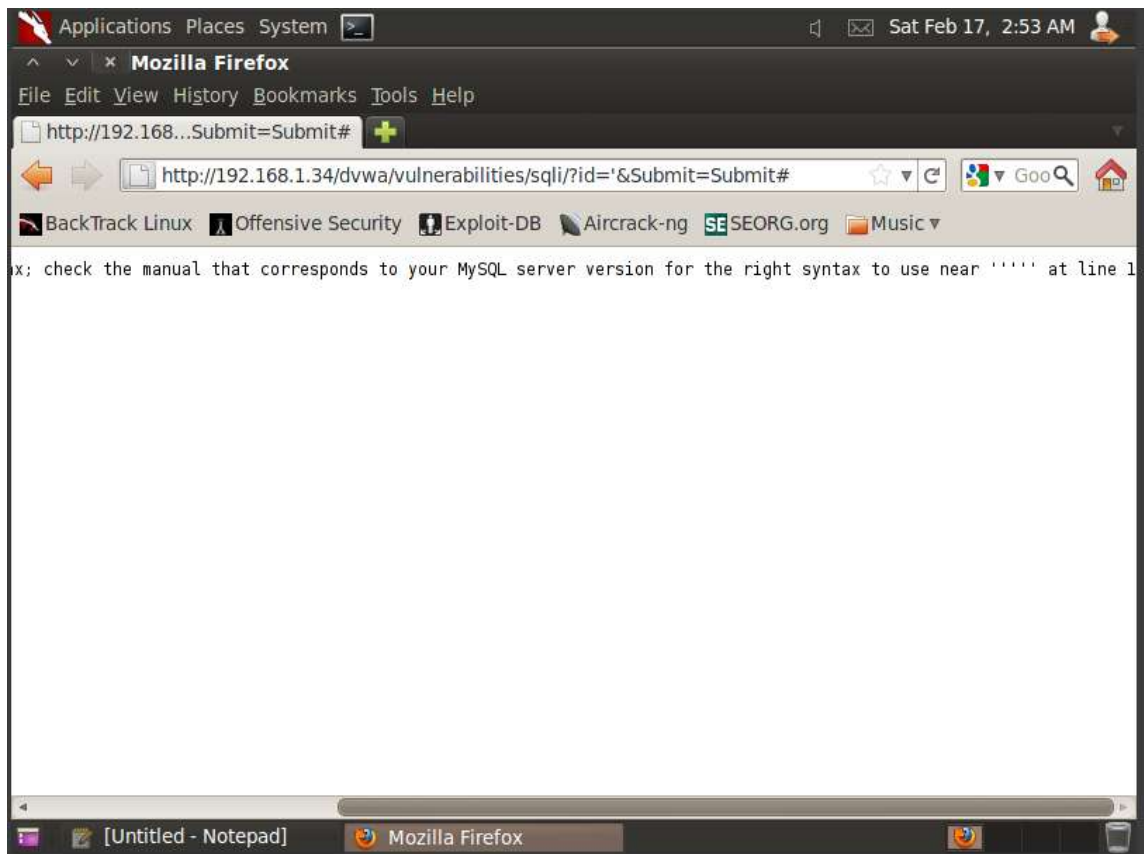 Applications Places System Sat Feb 17, 2:53 AM
Mozilla Firefox
File Edit View History Bookmarks Tools Help
http://192.168...Submit=Submit#
http://192.168.1.34/dvwa/vulnerabilities/sqli/?id='&Submit=Submit# Goo
BackTrack Linux Offensive Security Exploit-DB Aircrack-ng SE SEORG.org Music
ax; check the manual that corresponds to your MySQL server version for the right syntax to use near ''''' at line 1
[Untitled - Notepad] Mozilla Firefox